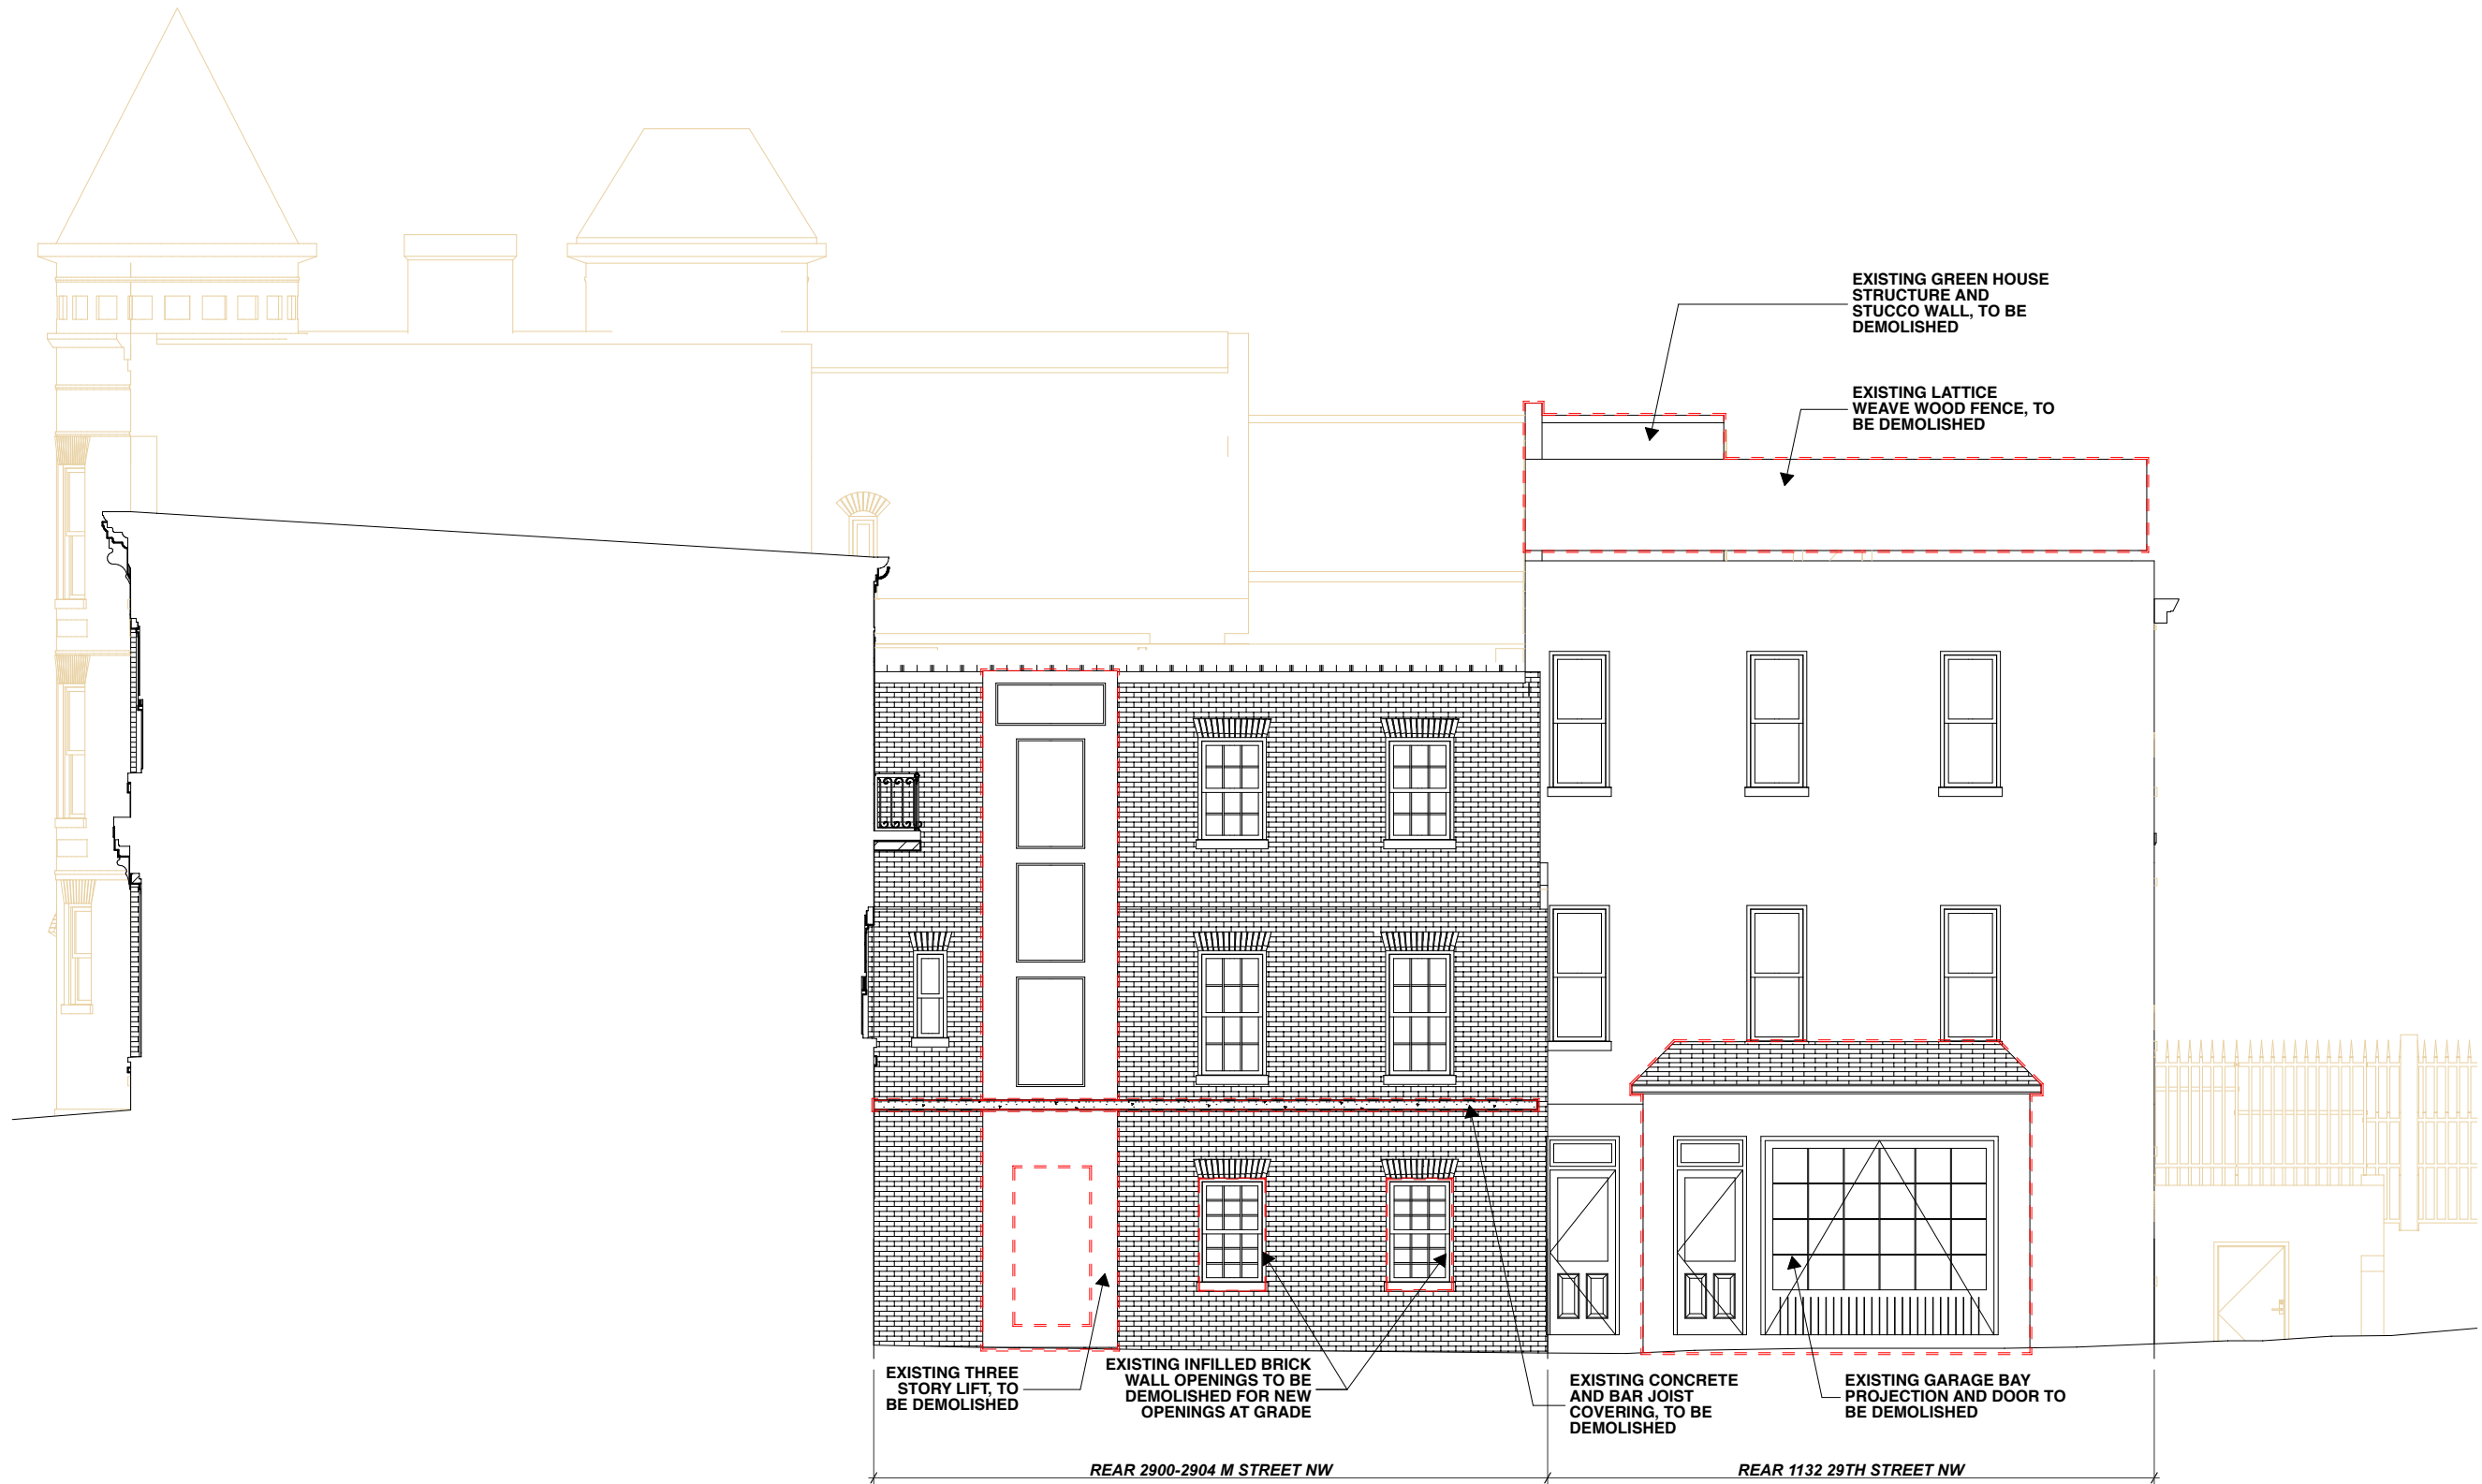 EXISTING GREEN HOUSE
STRUCTURE AND
STUCCO WALL, TO BE
DEMOLISHED
EXISTING LATTICE
WEAVE WOOD FENCE, TO
BE DEMOLISHED
EXISTING THREE
STORY LIFT, TO
BE DEMOLISHED
EXISTING INFILLED BRICK
WALL OPENINGS TO BE
DEMOLISHED FOR NEW
OPENINGS AT GRADE
EXISTING CONCRETE
AND BAR JOIST
COVERING, TO BE
DEMOLISHED
EXISTING GARAGE BAY
PROJECTION AND DOOR TO
BE DEMOLISHED
REAR 2900-2904 M STREET NW
REAR 1132 29TH STREET NW